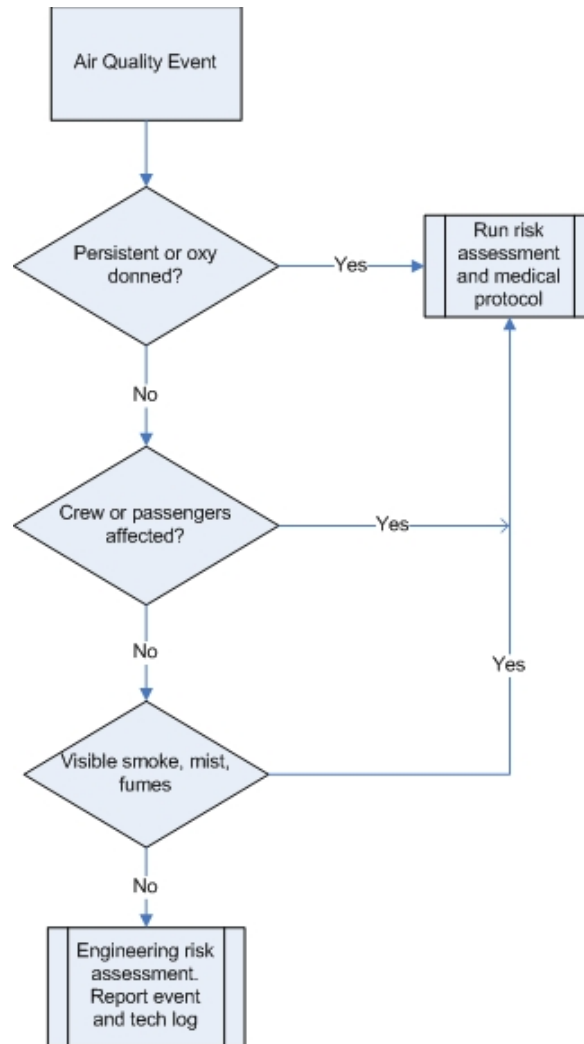 Air Quality Event
Persistent or oxy
donned?
Yes
Run risk
assessment
and medical
protocol
No
Crew or passengers
affected?
Yes
No
Yes
Visible smoke, mist,
fumes
No
Engineering risk
assessment.
Report event
and tech log